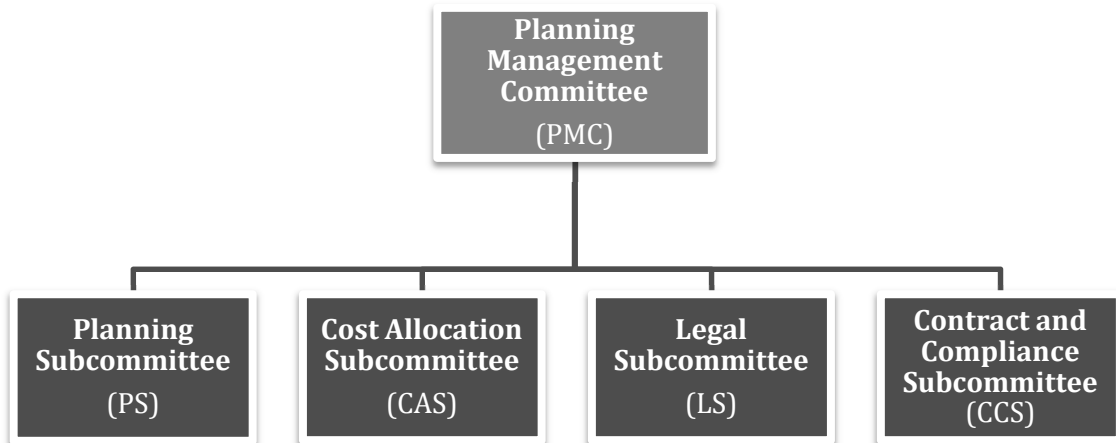 Planning
Management
Committee
(PMC)
Planning
Subcommittee
(PS)
Cost Allocation
Subcommittee
(CAS)
Legal
Subcommittee
(LS)
Contract and
Compliance
Subcommittee
(CCS)